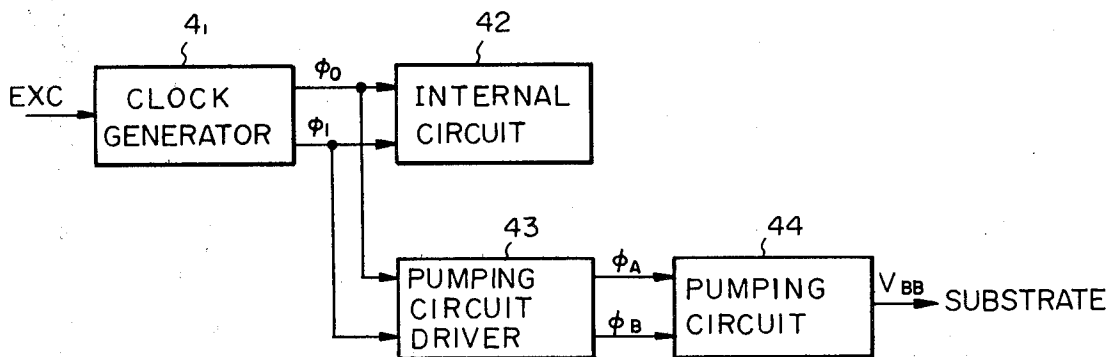 41
42
EXC
CLOCK
GENERATOR
φ0
φ1
INTERNAL
CIRCUIT
43
44
PUMPING
CIRCUIT
DRIVER
φA
φB
PUMPING
CIRCUIT
VBB
SUBSTRATE